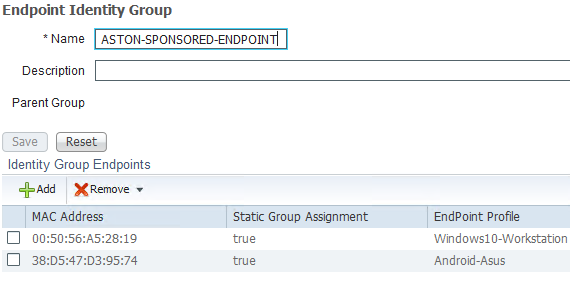 Endpoint Identity Group
* Name ASTON-SPONSORED-ENDPOINT
Description
Parent Group
Save Reset
Identity Group Endpoints
Add Remove
MAC Address Static Group Assignment EndPoint Profile
00:50:56:A5:28:19 true Windows10-Workstation
38:D5:47:D3:95:74 true Android-Asus